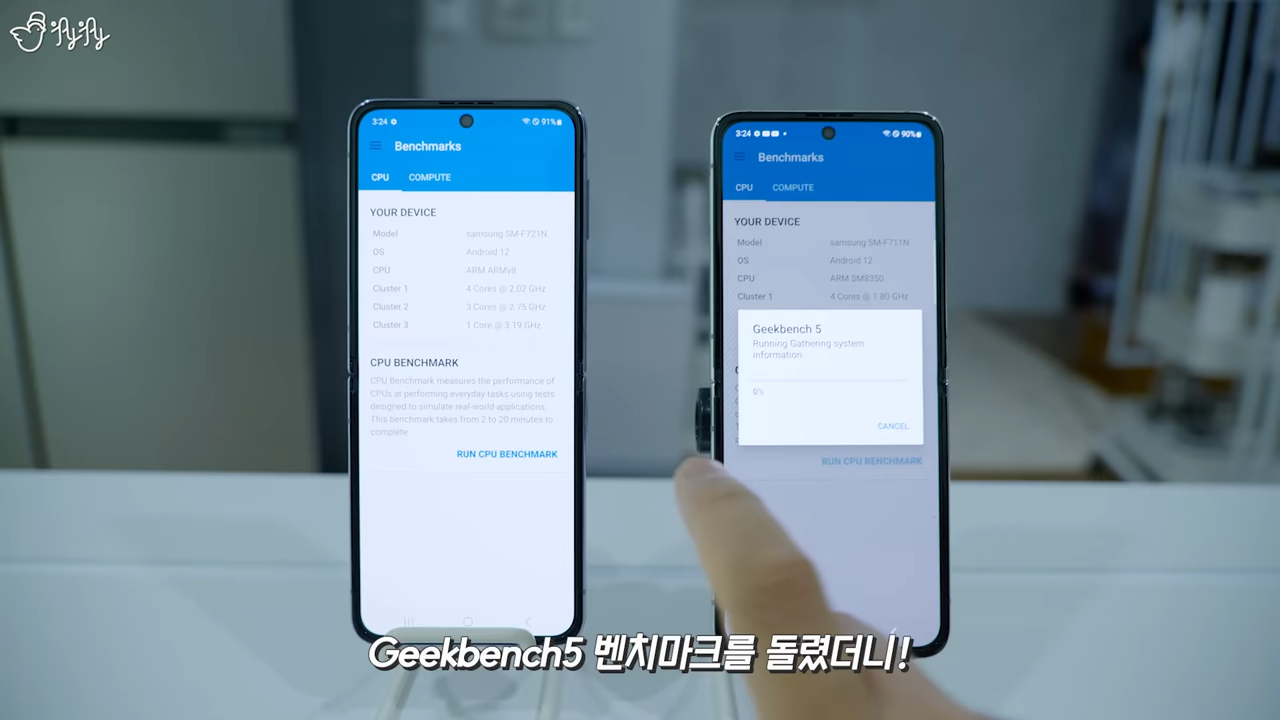 3:24
91%
Benchmarks
CPU COMPUTE
YOUR DEVICE
Model samsung SM-F721N
OS Android 12
CPU ARM ARMv8
Cluster 1 4 Cores @ 2.02 GHz
Cluster 2 3 Cores @ 2.75 GHz
Cluster 3 1 Core @ 3.19 GHz
CPU BENCHMARK
CPU Benchmark measures the performance of
CPUs at performing everyday tasks using tests
designed to simulate real-world applications.
This benchmark takes from 2 to 20 minutes to
complete
RUN CPU BENCHMARK
3:24
90%
Benchmarks
CPU COMPUTE
YOUR DEVICE
Model samsung SM-F711N
OS Android 12
CPU ARM SM8350
Cluster 1 4 Cores @ 1.80 GHz
Geekbench 5
Running Gathering system
information
0%
CANCEL
RUN CPU BENCHMARK
Geekbench5 벤치마크를 돌렸더니!